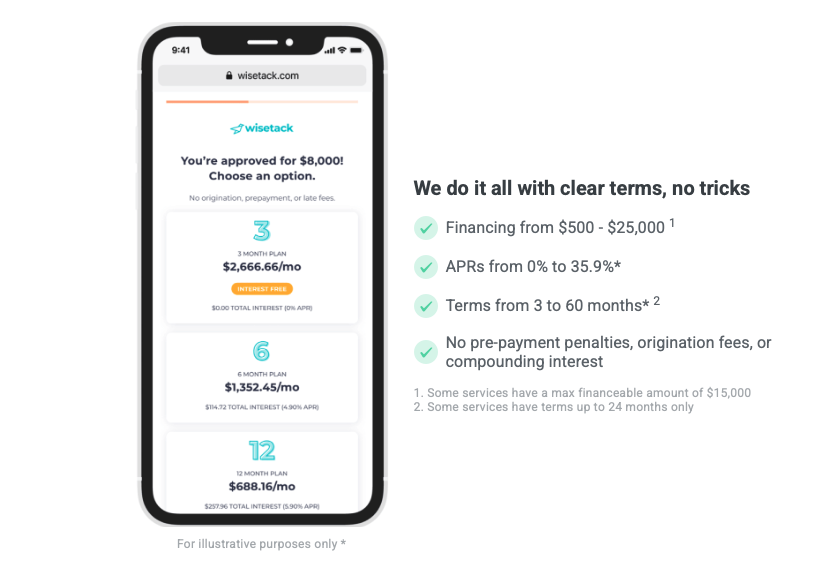 9:41
wisetack.com
wisetack
You're approved for $8,000!
Choose an option.
No origination, prepayment, or late fees.
3
3 MONTH PLAN
$2,666.66/mo
INTEREST FREE
$0.00 TOTAL INTEREST (0% APR)
6
6 MONTH PLAN
$1,352.45/mo
$114.72 TOTAL INTEREST (4.90% APR)
12
12 MONTH PLAN
$688.16/mo
$257.96 TOTAL INTEREST (5.90% APR)
For illustrative purposes only *
We do it all with clear terms, no tricks
Financing from $500 - $25,000 1
APRs from 0% to 35.9%*
Terms from 3 to 60 months* 2
No pre-payment penalties, origination fees, or
compounding interest
1. Some services have a max financeable amount of $15,000
2. Some services have terms up to 24 months only